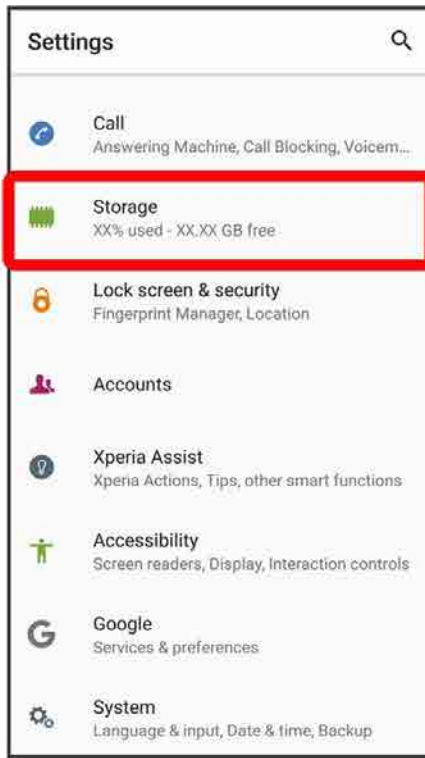 Settings
Call
Answering Machine, Call Blocking, Voicem...
Storage
XX% used - XX.XX GB free
Lock screen & security
Fingerprint Manager, Location
Accounts
Xperia Assist
Xperia Actions, Tips, other smart functions
Accessibility
Screen readers, Display, Interaction controls
Google
Services & preferences
System
Language & input, Date & time, Backup